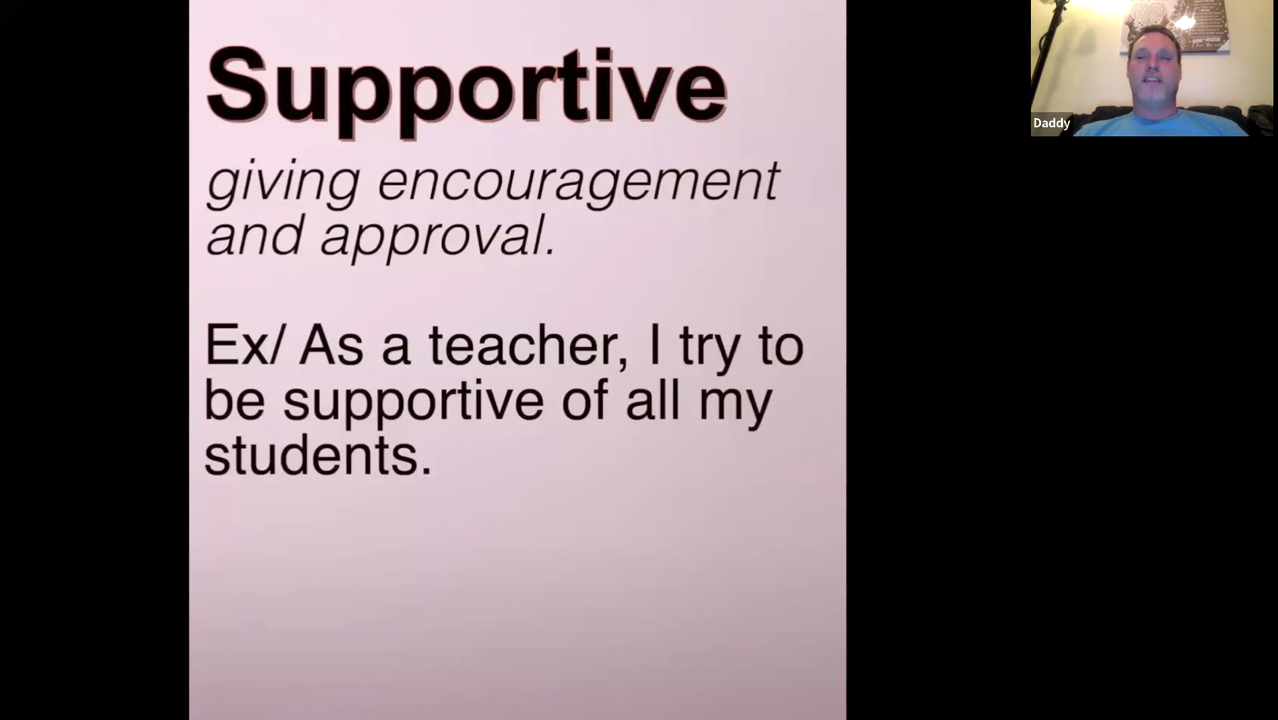 Supportive
giving encouragement
and approval.
Ex/ As a teacher, I try to
be supportive of all my
students.
Daddy